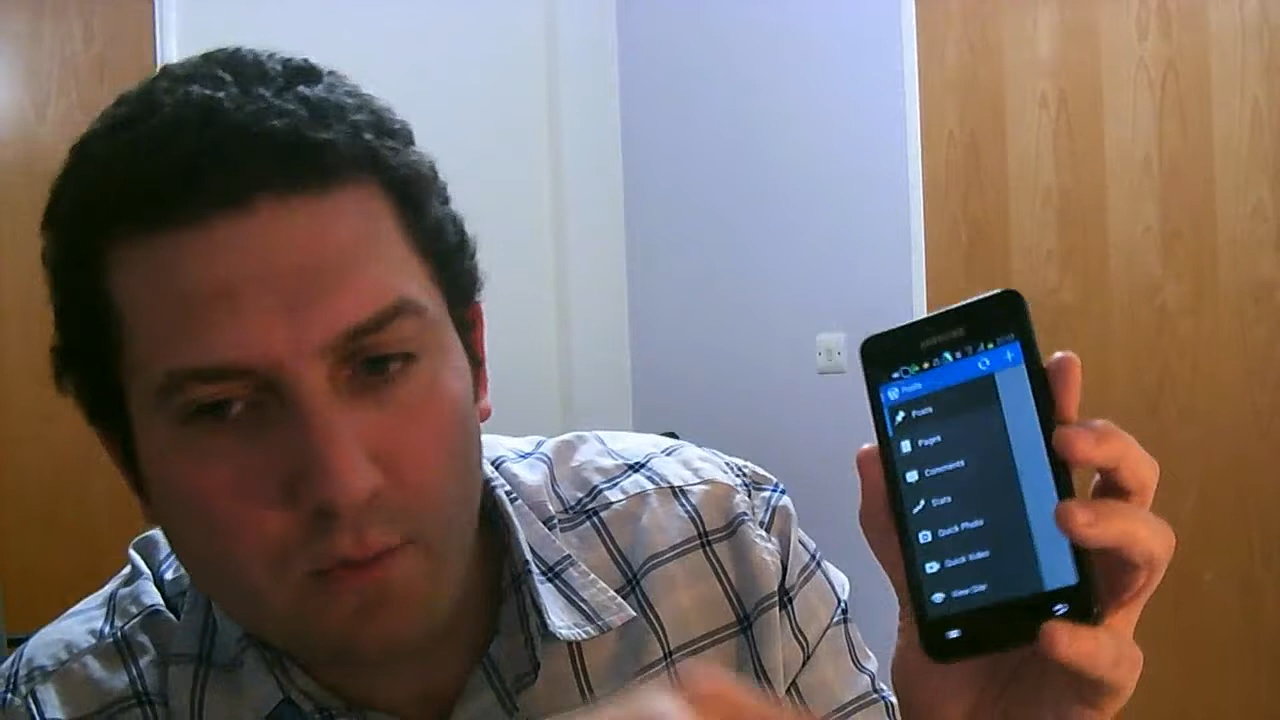 SAMSUNG
Posts
Posts
Pages
Comments
Stats
Quick Photo
Quick Video
View Site